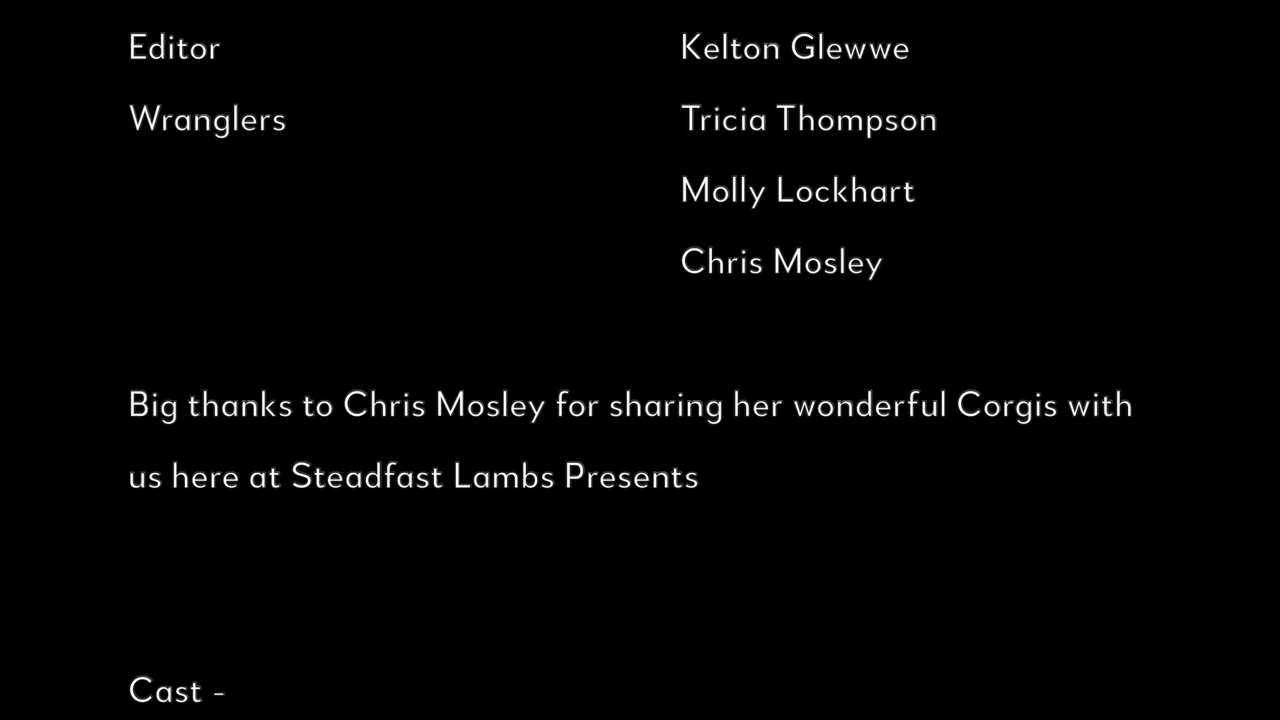 Editor Kelton Glewwe
Wranglers Tricia Thompson
Molly Lockhart
Chris Mosley
Big thanks to Chris Mosley for sharing her wonderful Corgis with
us here at Steadfast Lambs Presents
Cast -